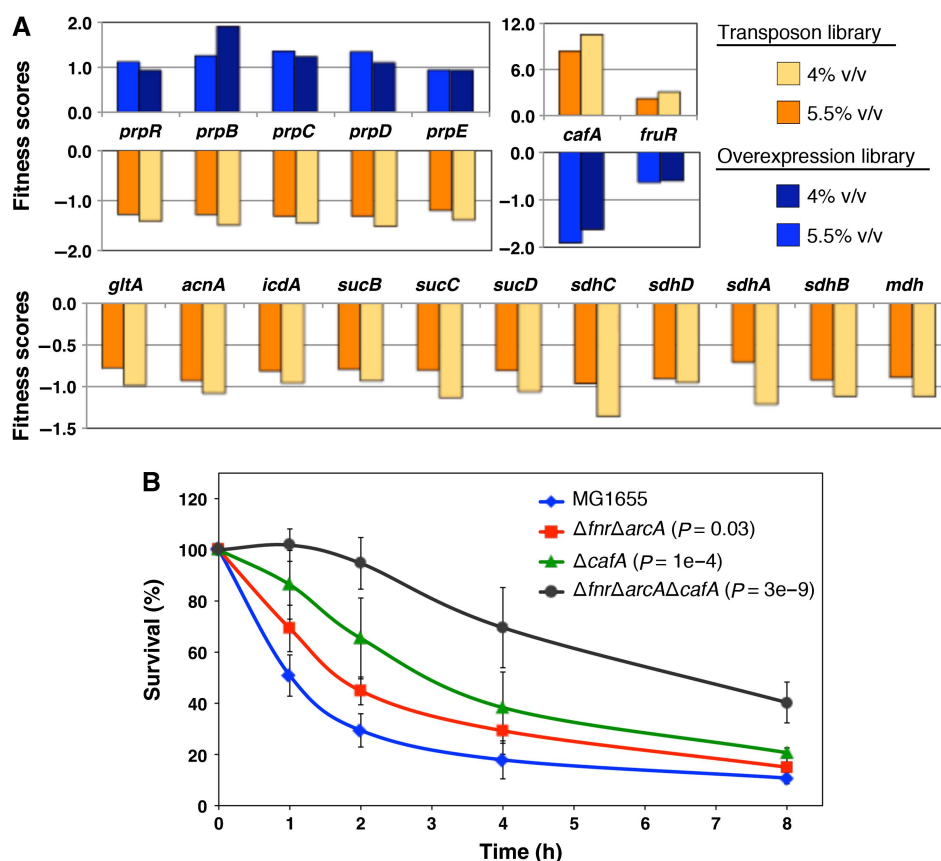 A
Fitness scores
2.0
1.0
0.0
prpR prpB prpC prpD prpE
0.0
−1.0
−2.0
12.0
6.0
0.0
cafA fruR
0.0
−1.0
−2.0
Transposon library
4% v/v
5.5% v/v
Overexpression library
4% v/v
5.5% v/v
gltA acnA icdA sucB sucC sucD sdhC sdhD sdhA sdhB mdh
Fitness scores
0.0
−0.5
−1.0
−1.5
B
Survival (%)
120
100
80
60
40
20
0
MG1655
ΔfnrΔarcA (P = 0.03)
ΔcafA (P = 1e−4)
ΔfnrΔarcAΔcafA (P = 3e−9)
0 1 2 3 4 5 6 7 8
Time (h)